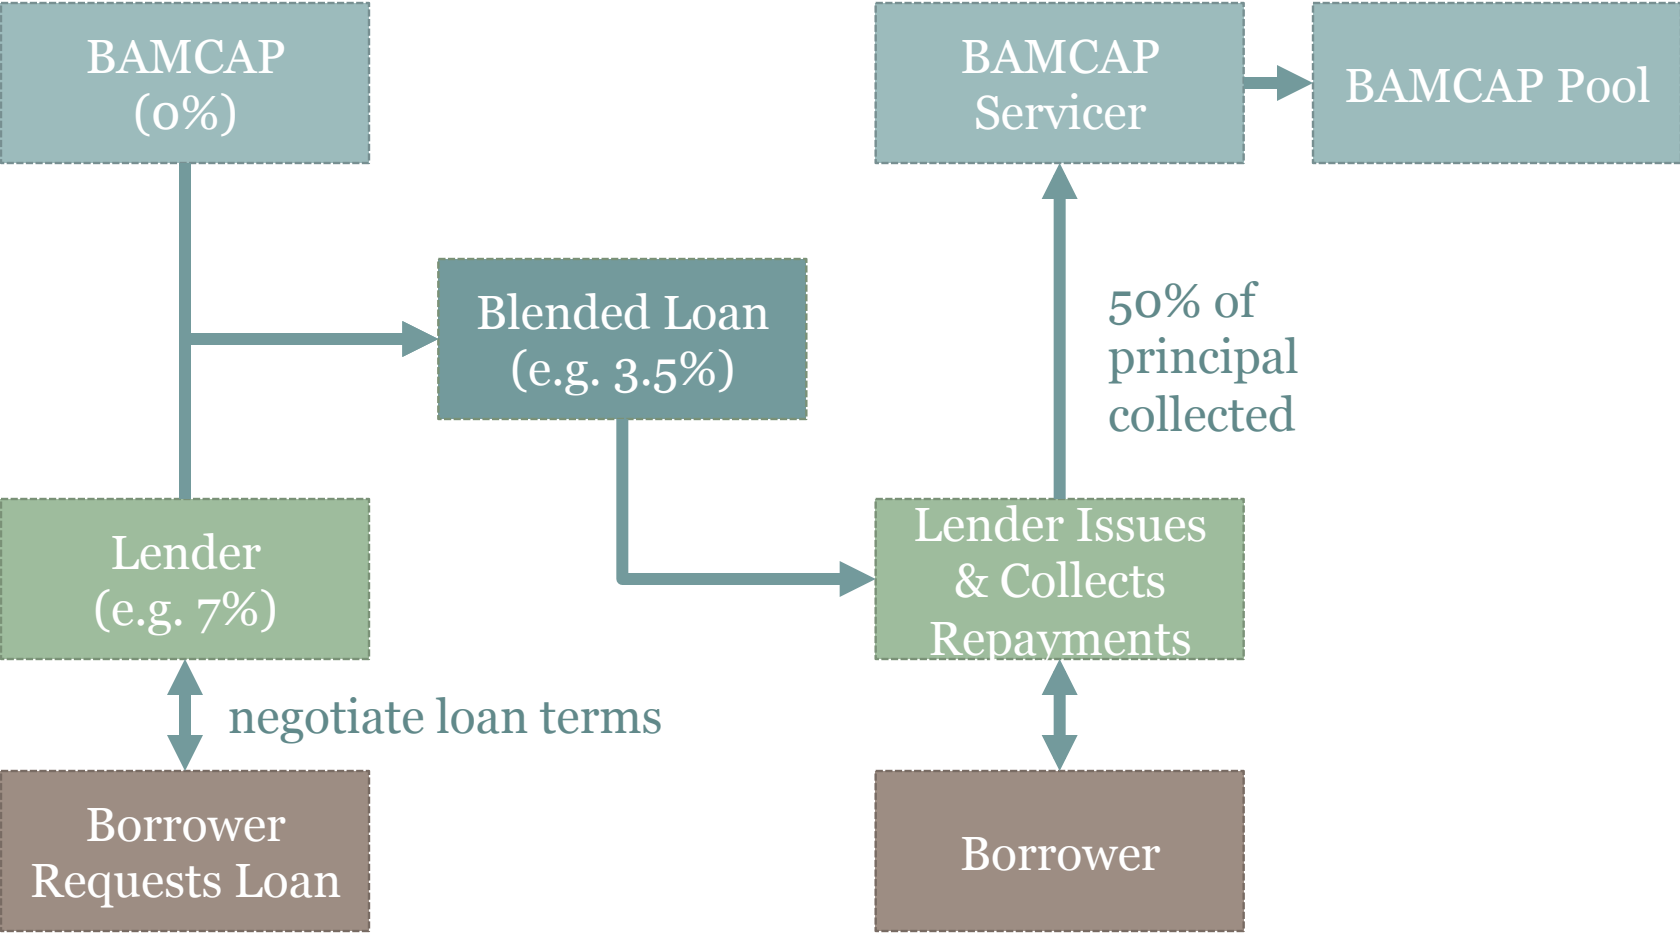 BAMCAP
(0%)
BAMCAP
Servicer
BAMCAP Pool
Blended Loan
(e.g. 3.5%)
50% of
principal
collected
Lender
(e.g. 7%)
Lender Issues
& Collects
Repayments
negotiate loan terms
Borrower
Requests Loan
Borrower